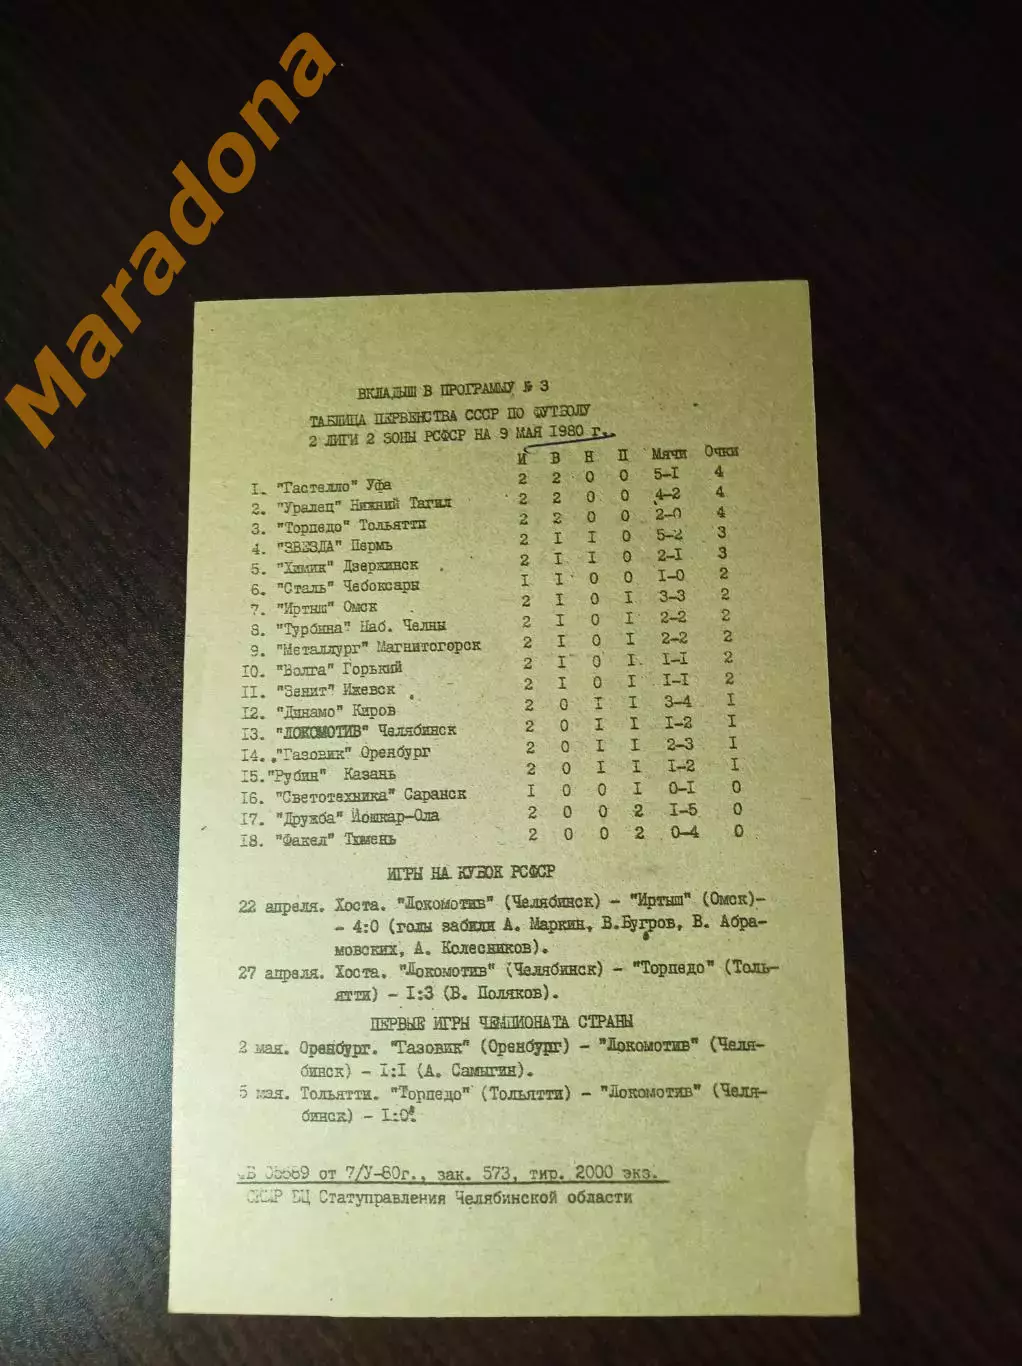 Maradona
ВКЛАДЫШ В ПРОГРАММУ № 3
ТАБЛИЦА ПЕРВЕНСТВА СССР ПО ФУТБОЛУ
2 ЛИГИ 2 ЗОНЫ РСФСР НА 9 МАЯ 1980 г.
И В Н П Мячи Очки
I. "Гастелло" Уфа 2 2 0 0 5-I 4
2. "Уралец" Нижний Тагил 2 2 0 0 4-2 4
3. "Торпедо" Тольятти 2 2 0 0 2-0 4
4. "ЗВЕЗДА" Пермь 2 I I 0 5-2 3
5. "Химик" Дзержинск 2 I I 0 2-I 3
6. "Сталь" Чебоксары I I 0 0 I-0 2
7. "Иртыш" Омск 2 I 0 I 3-3 2
8. "Турбина" Наб. Челны 2 I 0 I 2-2 2
9. "Металлург" Магнитогорск 2 I 0 I 2-2 2
I0. "Волга" Горький 2 I 0 I I-I 2
II. "Зенит" Ижевск 2 I 0 I I-I 2
I2. "Динамо" Киров 2 0 I I 3-4 I
I3. "ЛОКОМОТИВ" Челябинск 2 0 I I I-2 I
I4. "Газовик" Оренбург 2 0 I I 2-3 I
I5. "Рубин" Казань 2 0 I I I-2 I
I6. "Светотехника" Саранск I 0 0 I 0-I 0
I7. "Дружба" Йошкар-Ола 2 0 0 2 I-5 0
I8. "Факел" Тюмень 2 0 0 2 0-4 0
ИГРЫ НА КУБОК РСФСР
22 апреля. Хоста. "Локомотив" (Челябинск) - "Иртыш" (Омск)-
- 4:0 (голы забили А. Маркин, В.Бугров, В. Абра-
мовских, А. Колесников).
27 апреля. Хоста. "Локомотив" (Челябинск) - "Торпедо" (Толь-
ятти) - I:3 (В. Поляков).
ПЕРВЫЕ ИГРЫ ЧЕМПИОНАТА СТРАНЫ
2 мая. Оренбург. "Газовик" (Оренбург) - "Локомотив" (Челя-
бинск) - I:I (А. Самыгин).
5 мая. Тольятти. "Торпедо" (Тольятти) - "Локомотив" (Челя-
бинск) - I:0.
от 7/У-80г., зак. 573, тир. 2000 экз.
ВЦ Статуправления Челябинской области